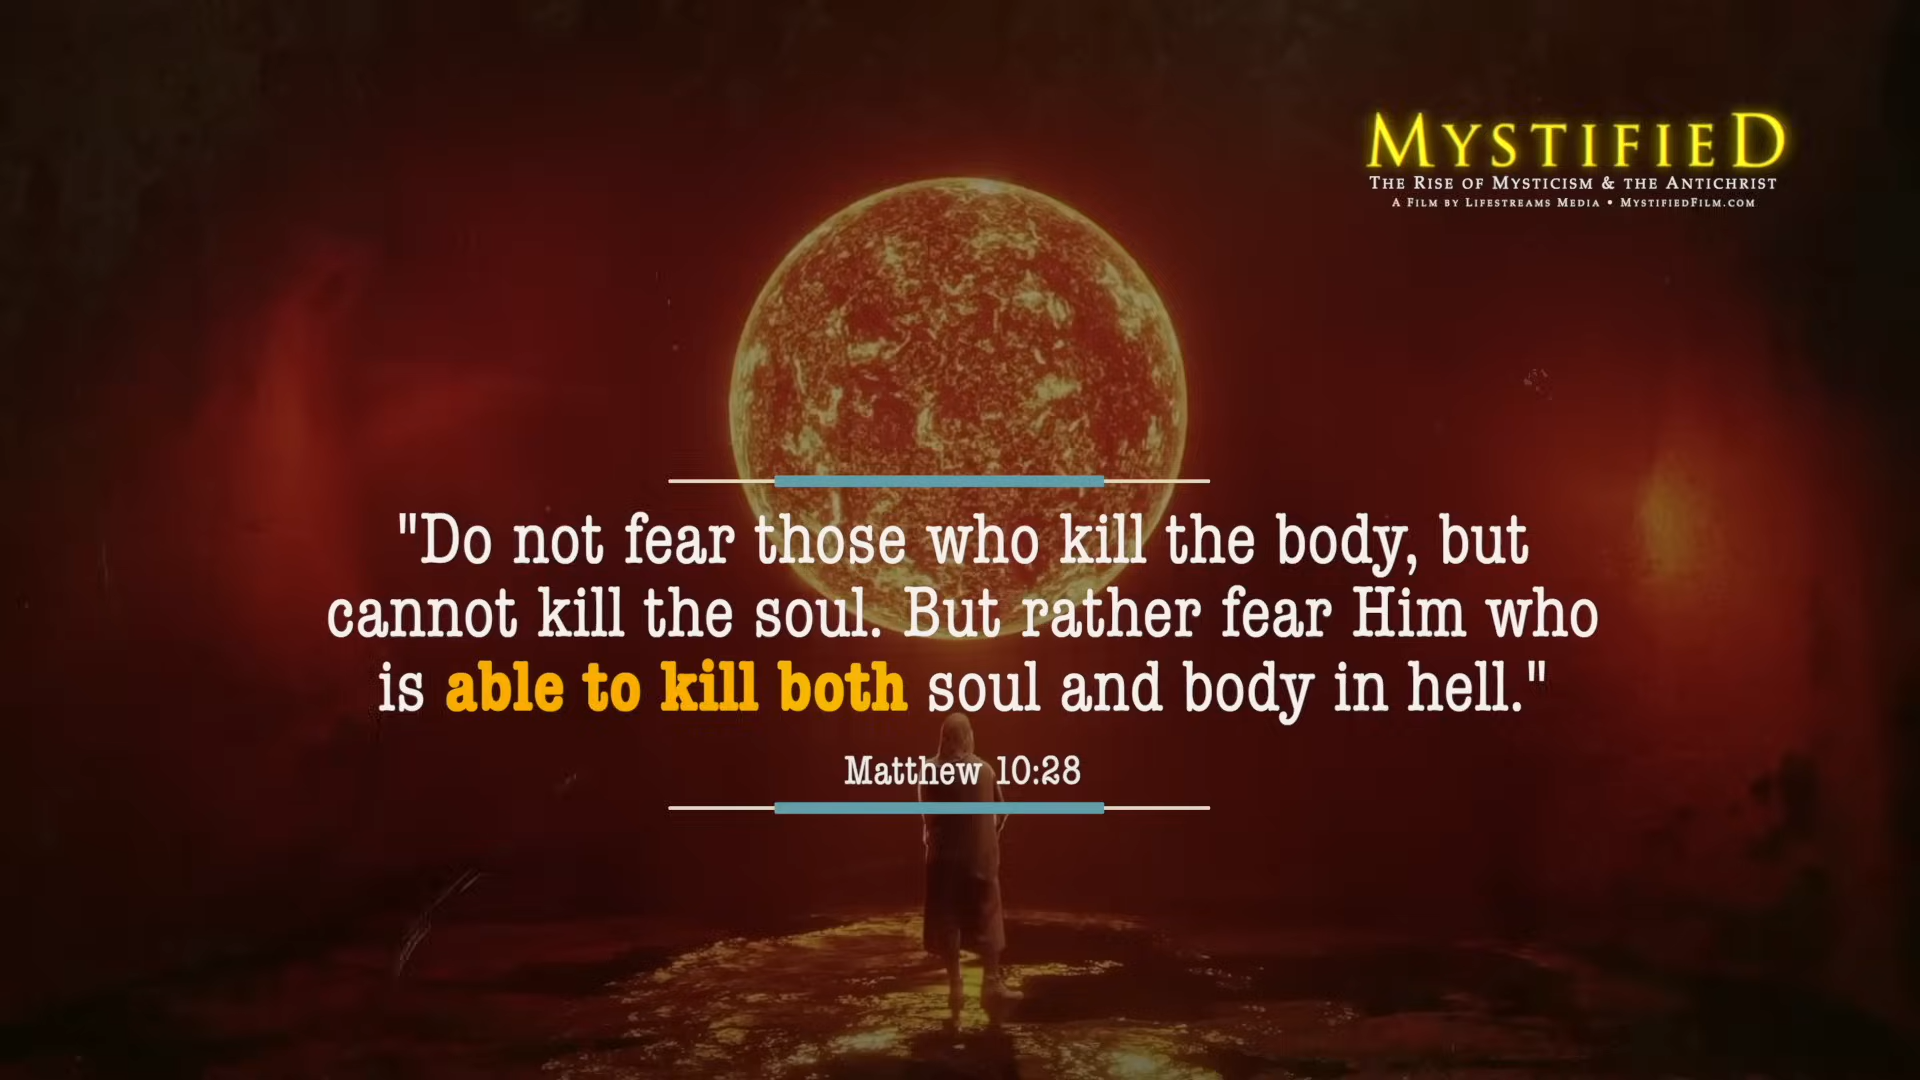 MYSTIFIED
THE RISE OF MYSTICISM & THE ANTICHRIST
A FILM BY LIFESTREAMS MEDIA • MYSTIFIEDFILM.COM
"Do not fear those who kill the body, but
cannot kill the soul. But rather fear Him who
is able to kill both soul and body in hell."
Matthew 10:28